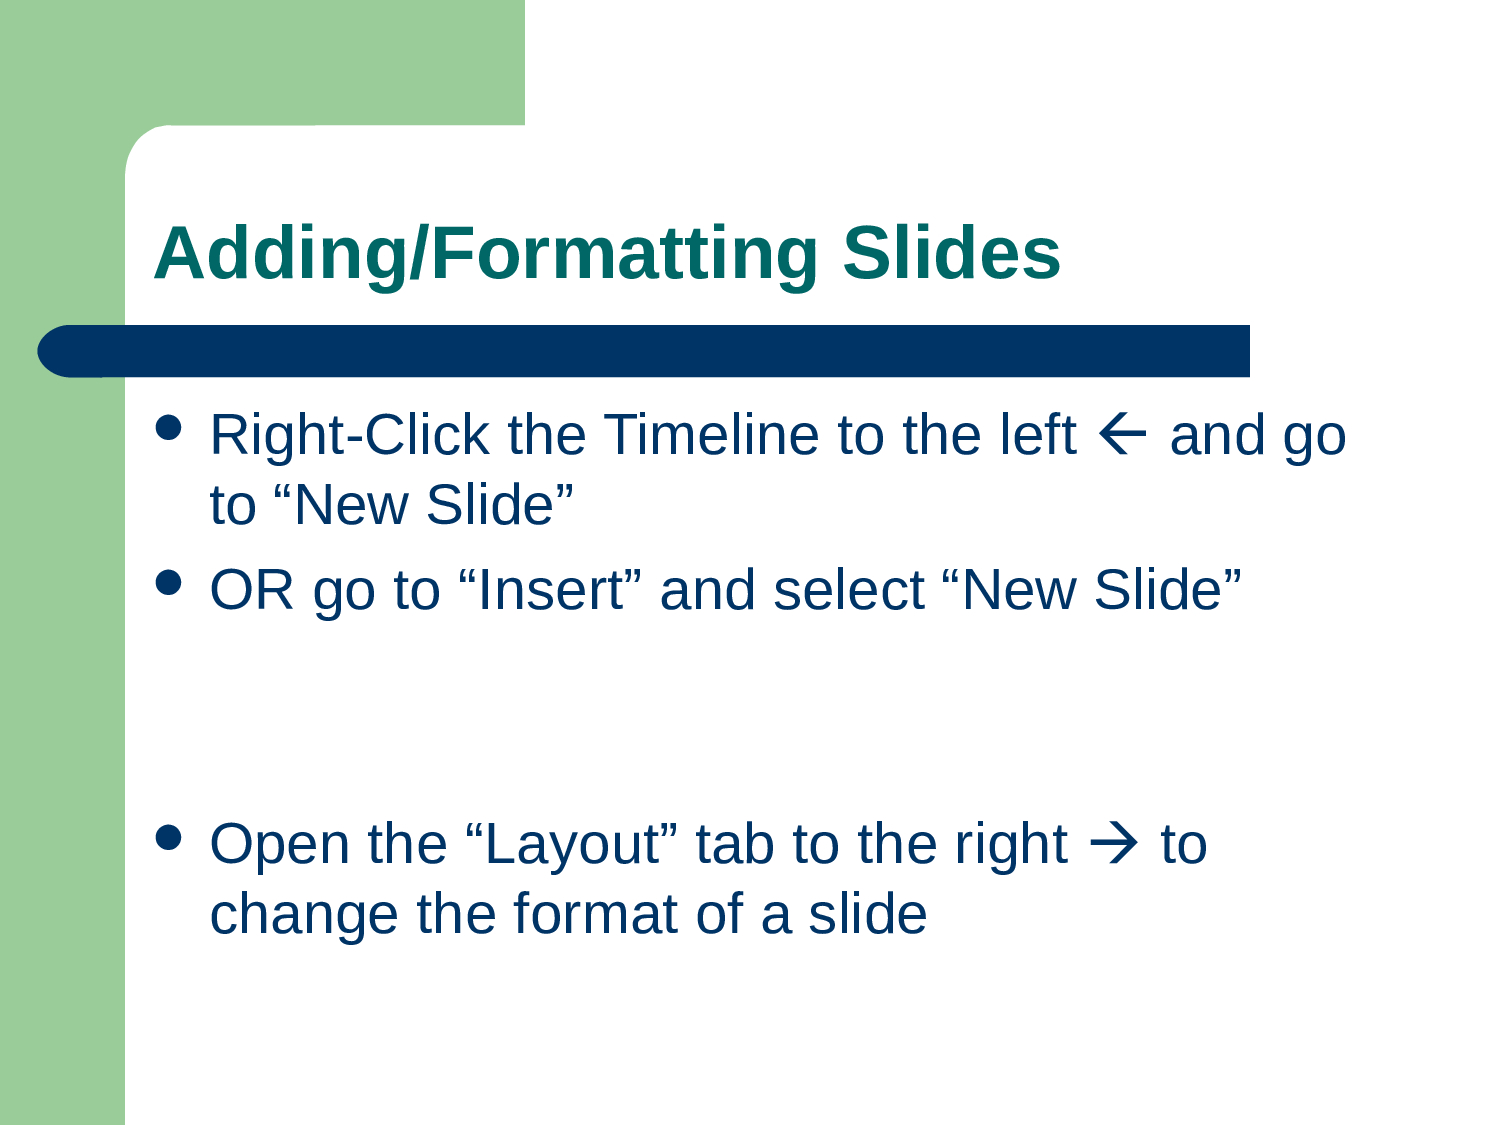 Adding/Formatting Slides
● Right-Click the Timeline to the left ← and go
to “New Slide”
● OR go to “Insert” and select “New Slide”
● Open the “Layout” tab to the right → to
change the format of a slide